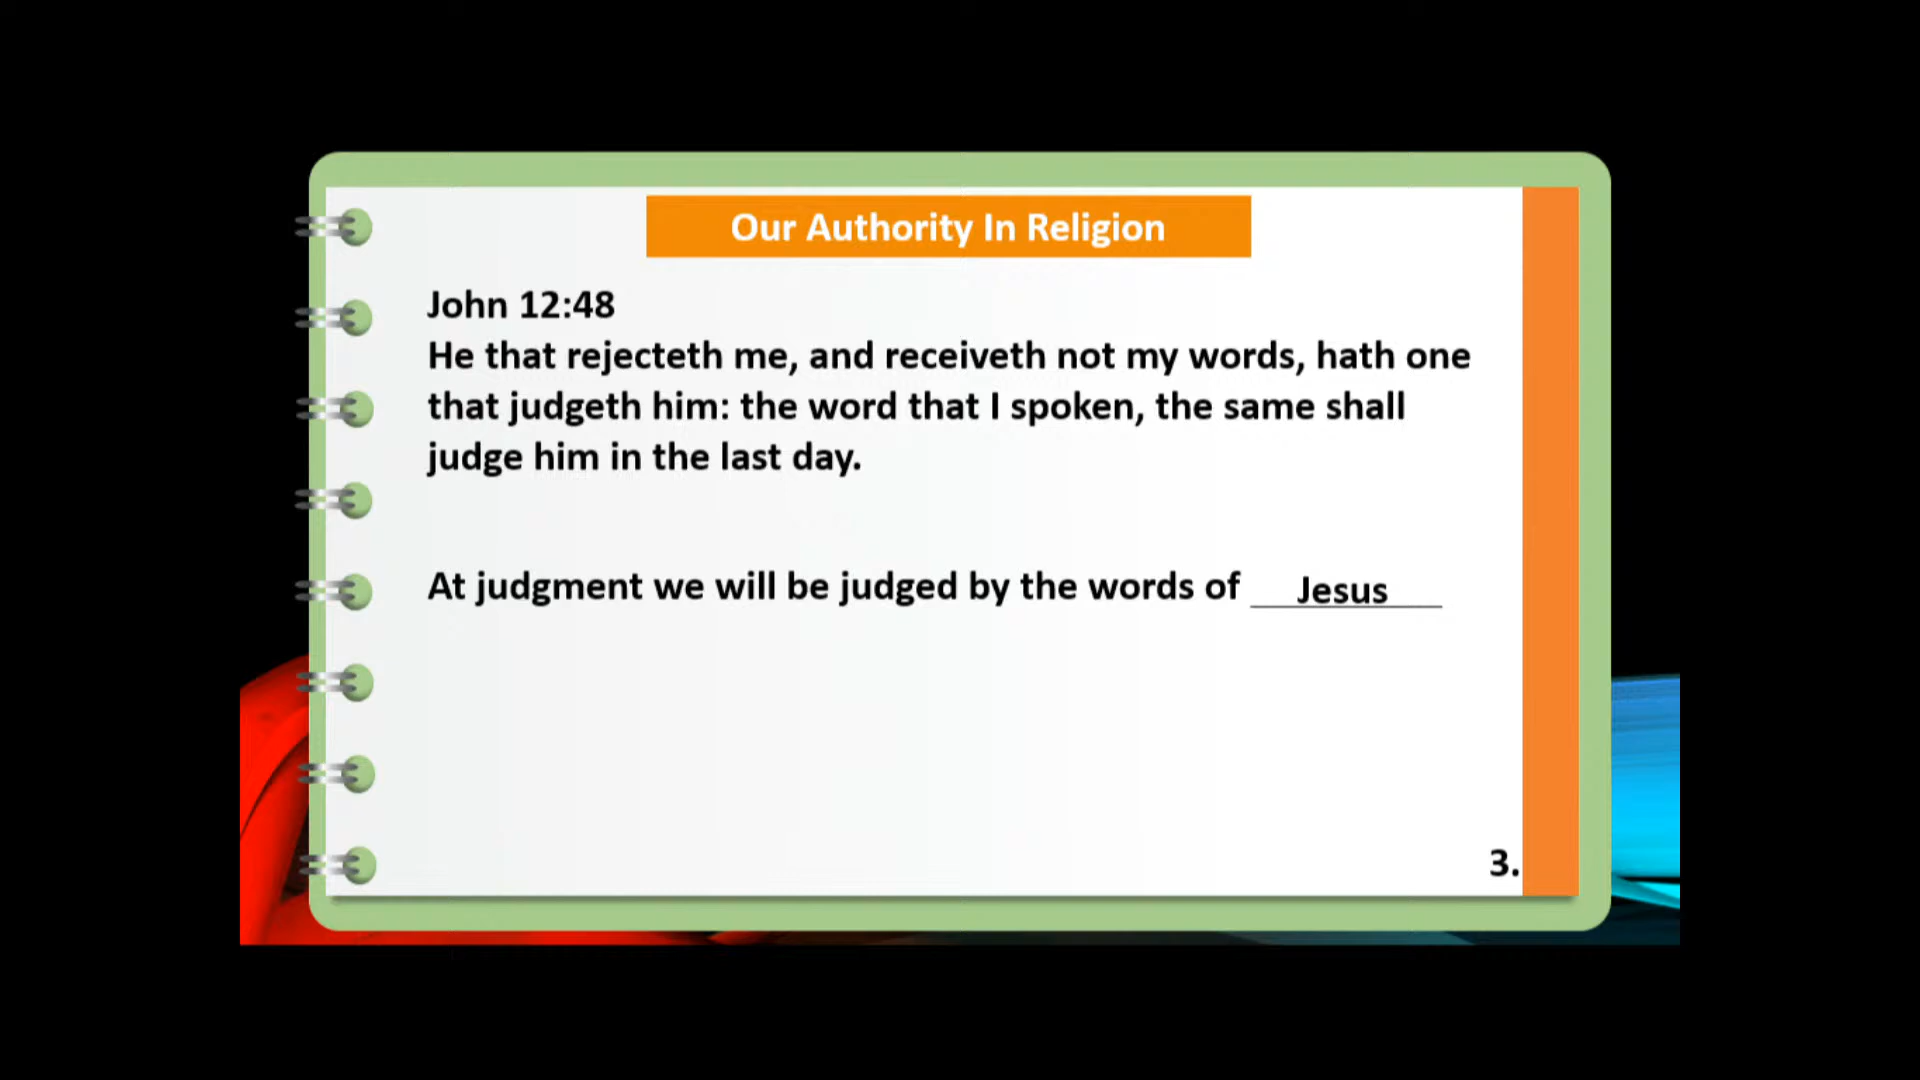 Our Authority In Religion
John 12:48
He that rejecteth me, and receiveth not my words, hath one
that judgeth him: the word that I spoken, the same shall
judge him in the last day.
At judgment we will be judged by the words of ___Jesus___
3.